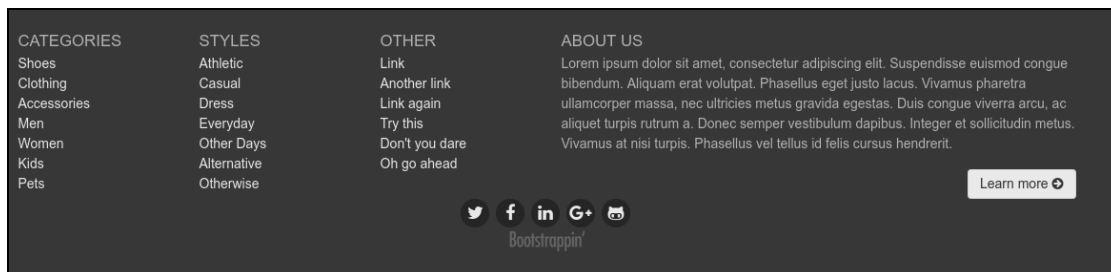 CATEGORIES
Shoes
Clothing
Accessories
Men
Women
Kids
Pets
STYLES
Athletic
Casual
Dress
Everyday
Other Days
Alternative
Otherwise
OTHER
Link
Another link
Link again
Try this
Don't you dare
Oh go ahead
ABOUT US
Lorem ipsum dolor sit amet, consectetur adipiscing elit. Suspendisse euismod congue
bibendum. Aliquam erat volutpat. Phasellus eget justo lacus. Vivamus pharetra
ullamcorper massa, nec ultricies metus gravida egestas. Duis congue viverra arcu, ac
aliquet turpis rutrum a. Donec semper vestibulum dapibus. Integer et sollicitudin metus.
Vivamus at nisi turpis. Phasellus vel tellus id felis cursus hendrerit.
Learn more
f in G+
Bootstrappin'